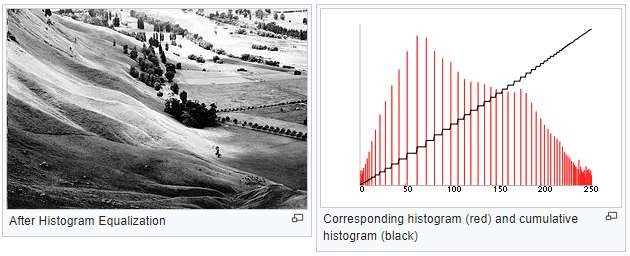 0 50 100 150 200 250
After Histogram Equalization
Corresponding histogram (red) and cumulative
histogram (black)